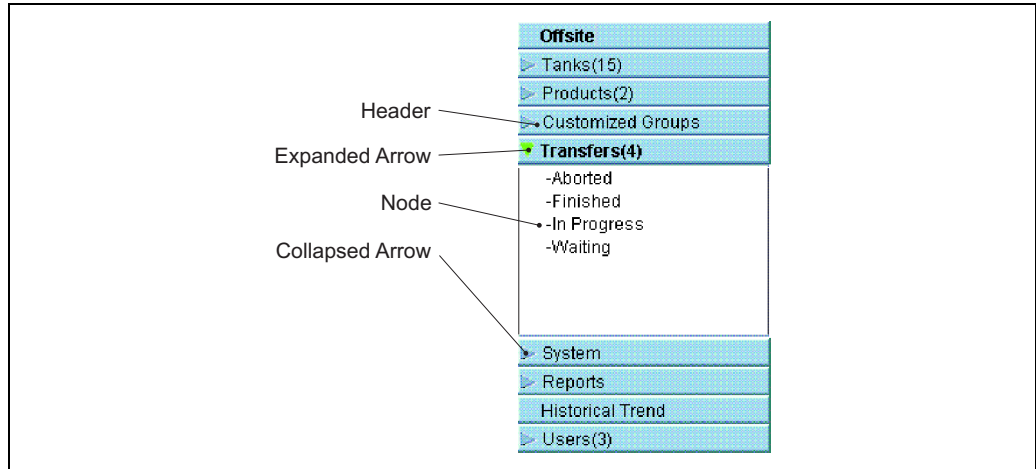 Offsite
Tanks(15)
Products(2)
Header
Customized Groups
Expanded Arrow
Transfers(4)
-Aborted
-Finished
Node
-In Progress
-Waiting
Collapsed Arrow
System
Reports
Historical Trend
Users(3)